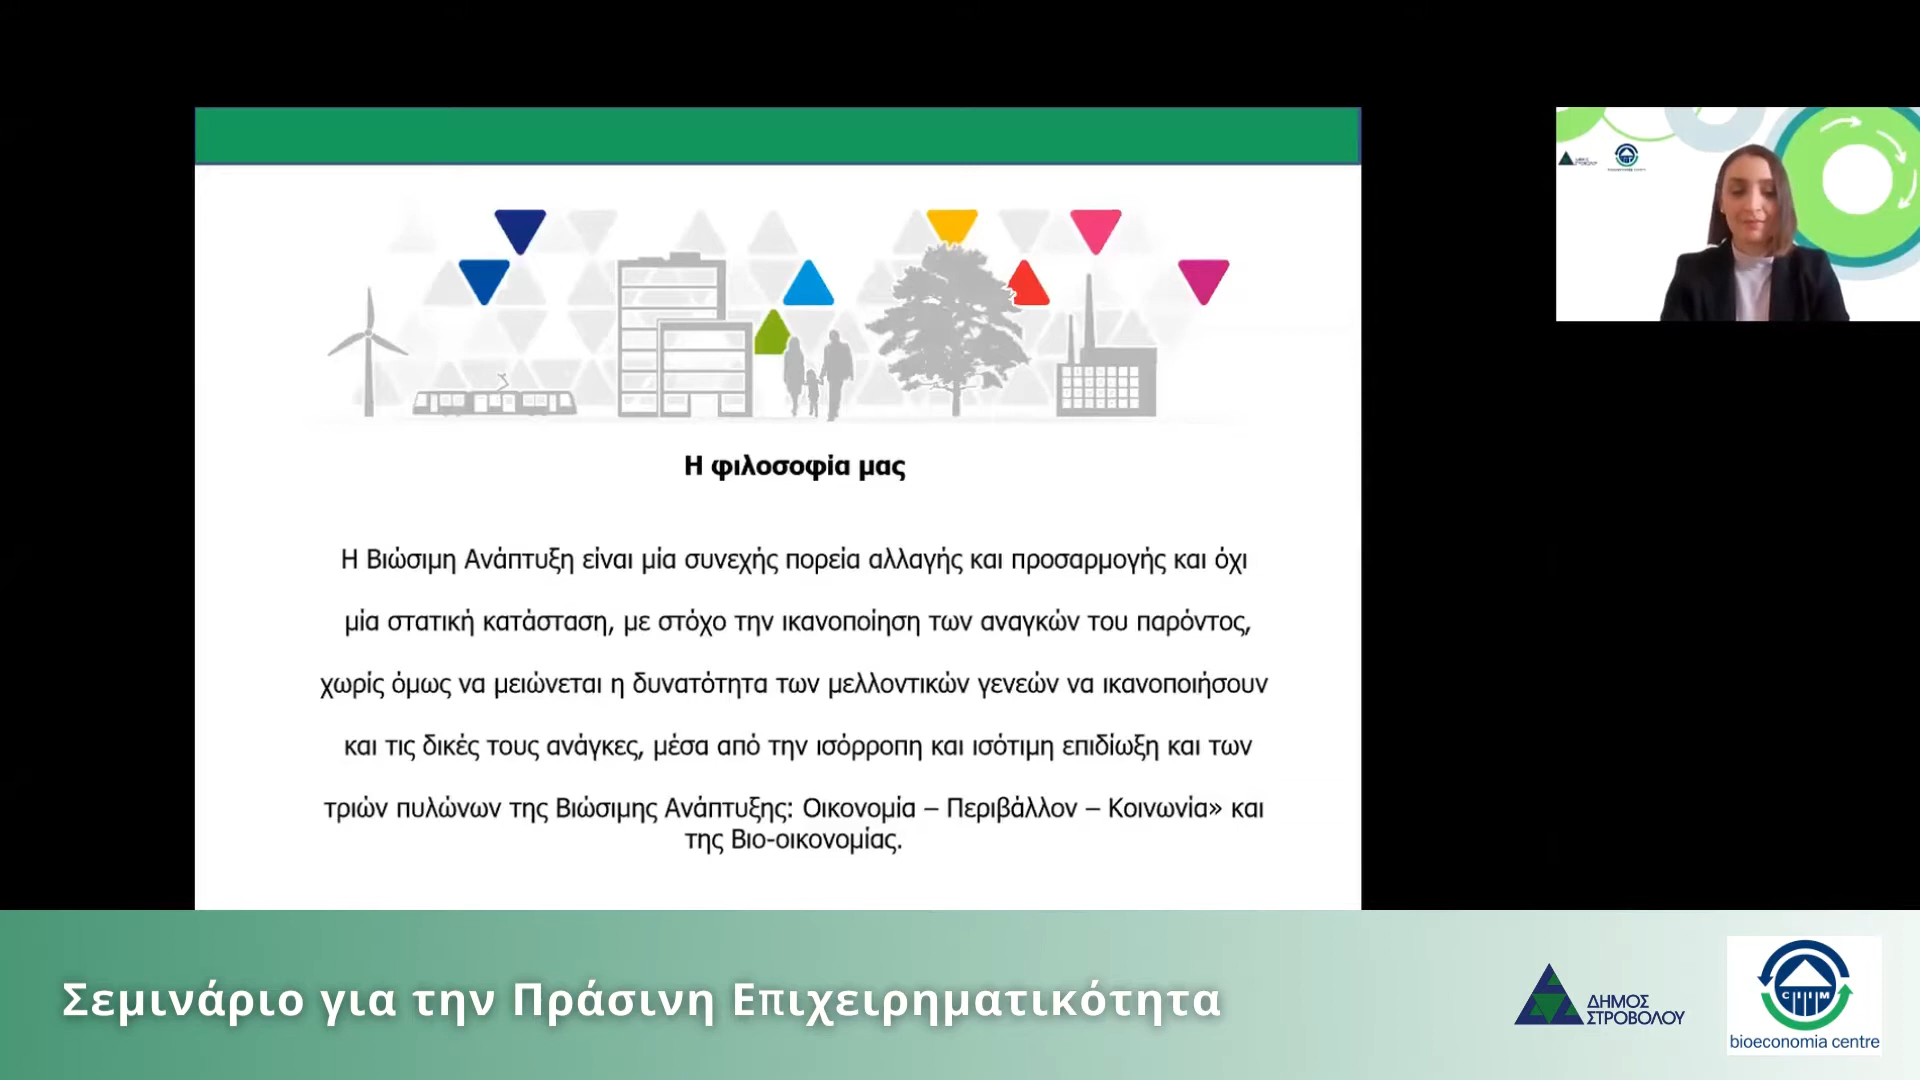 Η φιλοσοφία μας
Η Βιώσιμη Ανάπτυξη είναι μία συνεχής πορεία αλλαγής και προσαρμογής και όχι
μία στατική κατάσταση, με στόχο την ικανοποίηση των αναγκών του παρόντος,
χωρίς όμως να μειώνεται η δυνατότητα των μελλοντικών γενεών να ικανοποιήσουν
και τις δικές τους ανάγκες, μέσα από την ισόρροπη και ισότιμη επιδίωξη και των
τριών πυλώνων της Βιώσιμης Ανάπτυξης: Οικονομία – Περιβάλλον – Κοινωνία» και
της Βιο-οικονομίας.
Σεμινάριο για την Πράσινη Επιχειρηματικότητα
ΔΗΜΟΣ
ΣΤΡΟΒΟΛΟΥ
CIIM
bioeconomia centre